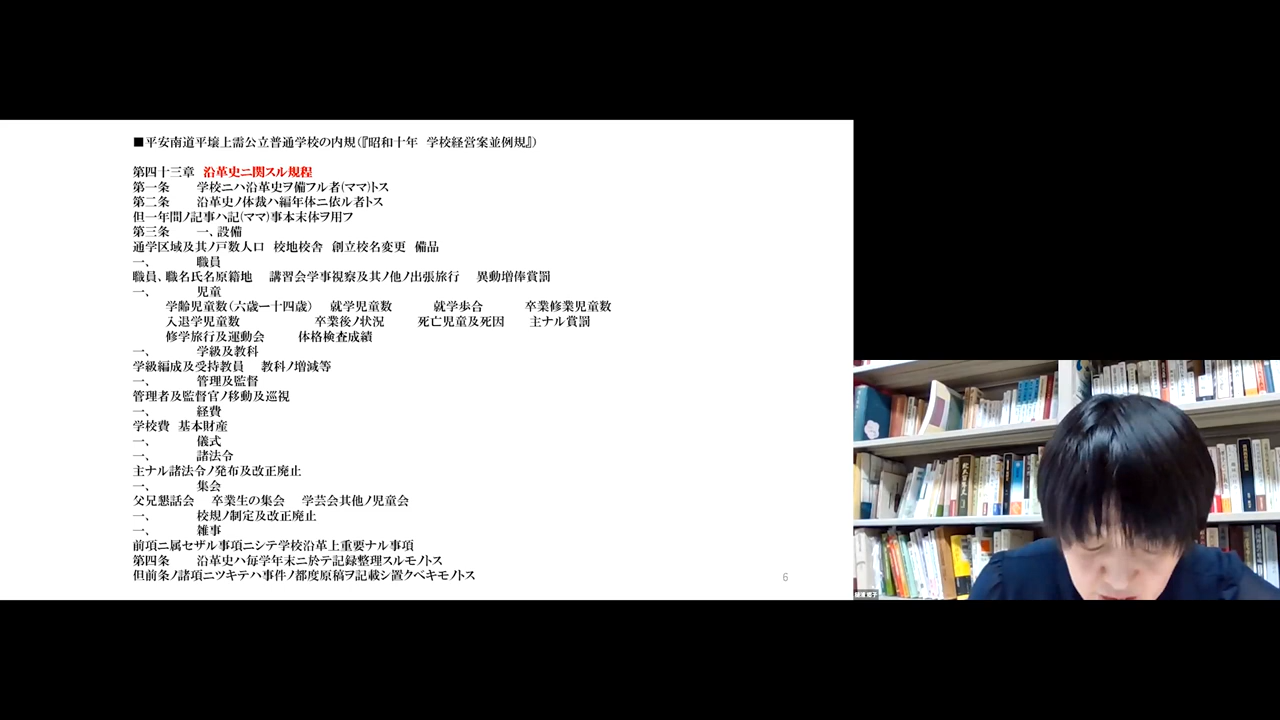 ■平安南道平壌上需公立普通学校の内規(『昭和十年　学校経営案並例規』)
第四十三章　沿革史ニ関スル規程
第一条　　学校ニハ沿革史ヲ備フル者(ママ)トス
第二条　　沿革史ノ体裁ハ編年体ニ依ル者トス
但一年間ノ記事ハ記(ママ)事本末体ヲ用フ
第三条　　一、設備
通学区域及其ノ戸数人口　校地校舎　創立校名変更　備品
一、　　　職員
職員、職名氏名原籍地　講習会学事視察及其ノ他ノ出張旅行　異動増俸賞罰
一、　　　児童
学齢児童数(六歳ー十四歳)　就学児童数　　就学歩合　　卒業修業児童数
入退学児童数　　　卒業後ノ状況　　死亡児童及死因　　主ナル賞罰
修学旅行及運動会　　体格検査成績
一、　　　学級及教科
学級編成及受持教員　教科ノ増減等
一、　　　管理及監督
管理者及監督官ノ移動及巡視
一、　　　経費
学校費　基本財産
一、　　　儀式
一、　　　諸法令
主ナル諸法令ノ発布及改正廃止
一、　　　集会
父兄懇話会　卒業生の集会　学芸会其他ノ児童会
一、　　　校規ノ制定及改正廃止
一、　　　雑事
前項ニ属セザル事項ニシテ学校沿革上重要ナル事項
第四条　　沿革史ハ毎学年末ニ於テ記録整理スルモノトス
但前条ノ諸項ニツキテハ事件ノ都度原稿ヲ記載シ置クベキモノトス
6